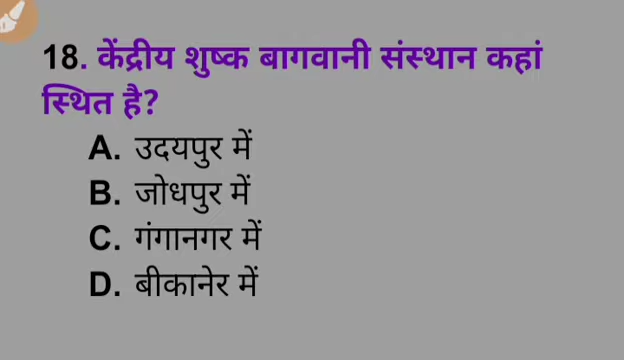 18. केंद्रीय शुष्क बागवानी संस्थान कहां
स्थित है?
A. उदयपुर में
B. जोधपुर में
C. गंगानगर में
D. बीकानेर में